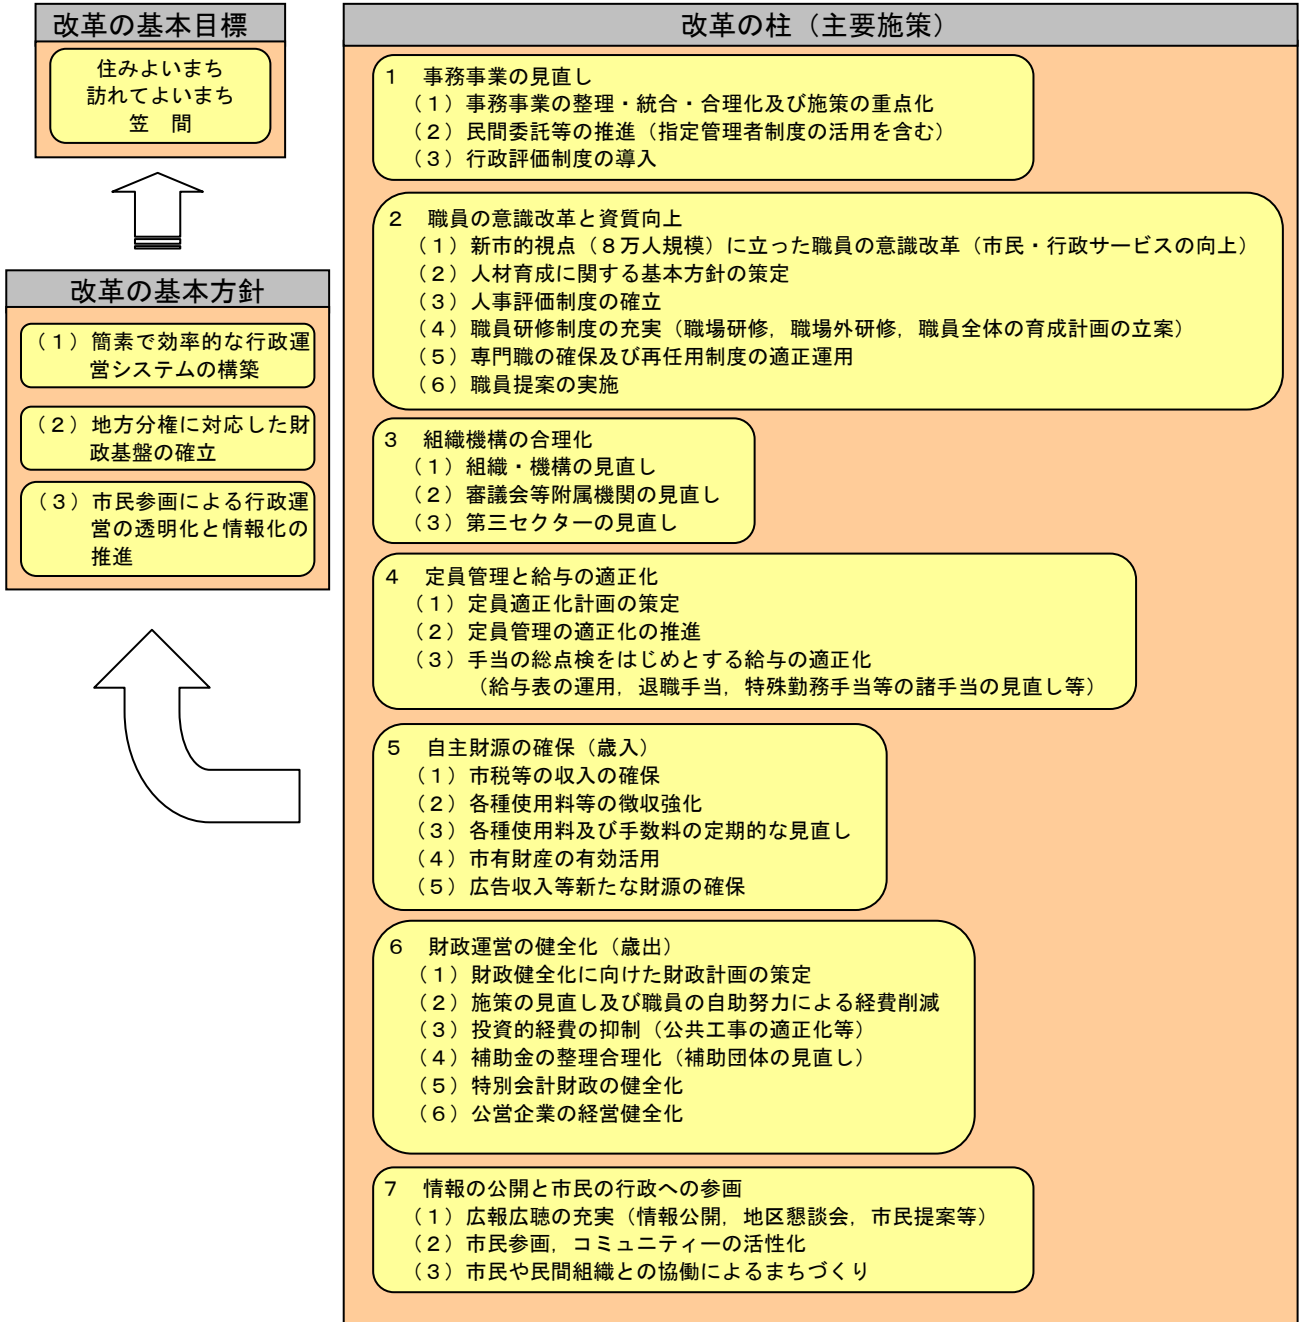 改革の基本目標
住みよいまち
訪れてよいまち
笠　間
改革の基本方針
（１）簡素で効率的な行政運
営システムの構築
（２）地方分権に対応した財
政基盤の確立
（３）市民参画による行政運
営の透明化と情報化の
推進
改革の柱（主要施策）
１　事務事業の見直し
（１）事務事業の整理・統合・合理化及び施策の重点化
（２）民間委託等の推進（指定管理者制度の活用を含む）
（３）行政評価制度の導入
２　職員の意識改革と資質向上
（１）新市的視点（８万人規模）に立った職員の意識改革（市民・行政サービスの向上）
（２）人材育成に関する基本方針の策定
（３）人事評価制度の確立
（４）職員研修制度の充実（職場研修，職場外研修，職員全体の育成計画の立案）
（５）専門職の確保及び再任用制度の適正運用
（６）職員提案の実施
３　組織機構の合理化
（１）組織・機構の見直し
（２）審議会等附属機関の見直し
（３）第三セクターの見直し
４　定員管理と給与の適正化
（１）定員適正化計画の策定
（２）定員管理の適正化の推進
（３）手当の総点検をはじめとする給与の適正化
（給与表の運用，退職手当，特殊勤務手当等の諸手当の見直し等）
５　自主財源の確保（歳入）
（１）市税等の収入の確保
（２）各種使用料等の徴収強化
（３）各種使用料及び手数料の定期的な見直し
（４）市有財産の有効活用
（５）広告収入等新たな財源の確保
６　財政運営の健全化（歳出）
（１）財政健全化に向けた財政計画の策定
（２）施策の見直し及び職員の自助努力による経費削減
（３）投資的経費の抑制（公共工事の適正化等）
（４）補助金の整理合理化（補助団体の見直し）
（５）特別会計財政の健全化
（６）公営企業の経営健全化
７　情報の公開と市民の行政への参画
（１）広報広聴の充実（情報公開，地区懇談会，市民提案等）
（２）市民参画，コミュニティーの活性化
（３）市民や民間組織との協働によるまちづくり